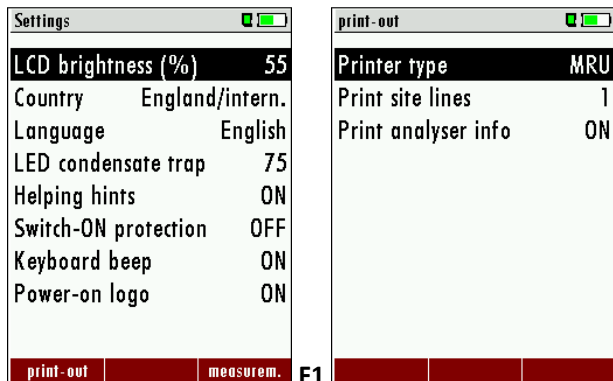 Settings
LCD brightness (%) 55
Country England/intern.
Language English
LED condensate trap 75
Helping hints ON
Switch-ON protection OFF
Keyboard beep ON
Power-on logo ON
print-out measurem.
F1
print-out
Printer type MRU
Print site lines 1
Print analyser info ON